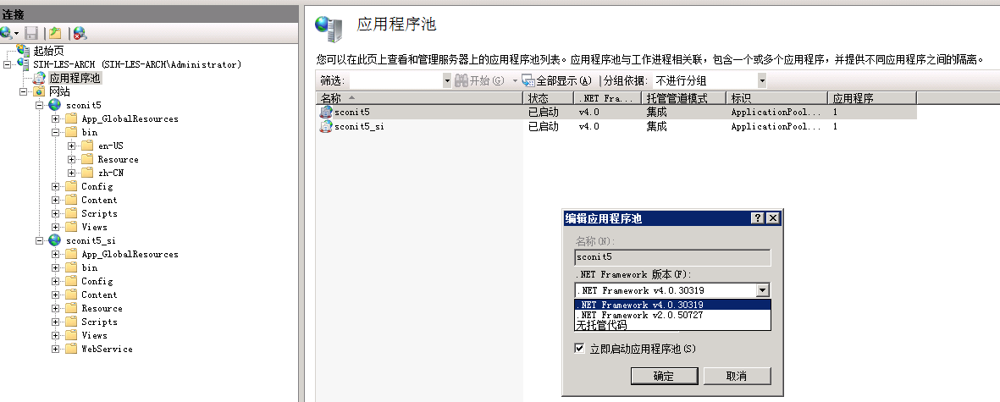 连接
起始页
SIH-LES-ARCH (SIH-LES-ARCH\Administrator)
应用程序池
网站
sconit5
App_GlobalResources
bin
en-US
Resource
zh-CN
Config
Content
Scripts
Views
sconit5_si
App_GlobalResources
bin
Config
Content
Resource
Scripts
Views
WebService
应用程序池
您可以在此页上查看和管理服务器上的应用程序池列表。应用程序池与工作进程相关联，包含一个或多个应用程序，并提供不同应用程序之间的隔离。
筛选: 开始(G) 全部显示(A) 分组依据: 不进行分组
名称 状态 .NET Fra... 托管管道模式 标识 应用程序
sconit5 已启动 v4.0 集成 ApplicationPool... 1
sconit5_si 已启动 v4.0 集成 ApplicationPool... 1
编辑应用程序池
名称(N):
sconit5
.NET Framework 版本(F):
.NET Framework v4.0.30319
.NET Framework v4.0.30319
.NET Framework v2.0.50727
无托管代码
立即启动应用程序池(S)
确定 取消